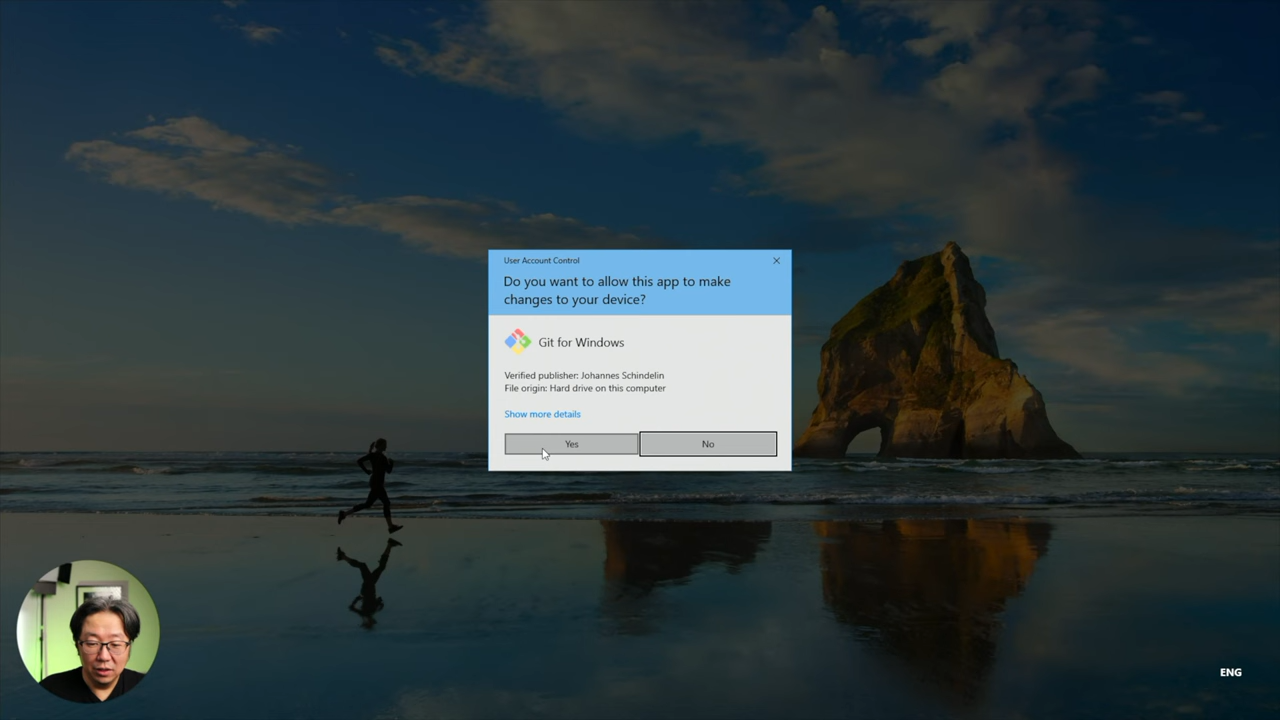 User Account Control
Do you want to allow this app to make
changes to your device?
Git for Windows
Verified publisher: Johannes Schindelin
File origin: Hard drive on this computer
Show more details
Yes
No
ENG